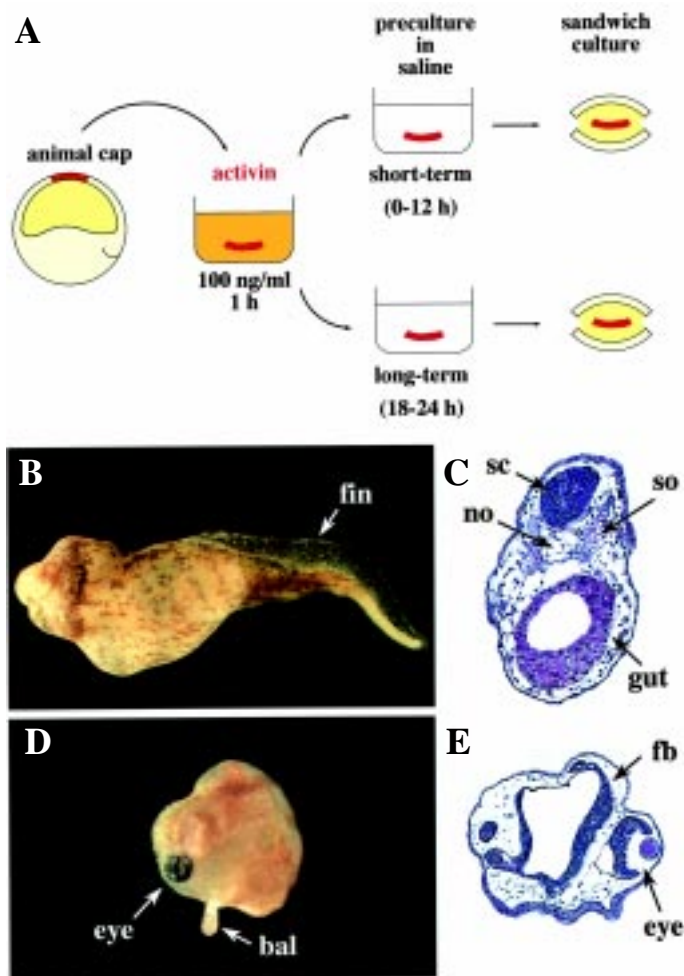 A
preculture
in
saline
sandwich
culture
animal cap
activin
short-term
(0-12 h)
100 ng/ml
1 h
long-term
(18-24 h)
B
fin
C
sc
so
no
gut
D
eye
bal
E
fb
eye